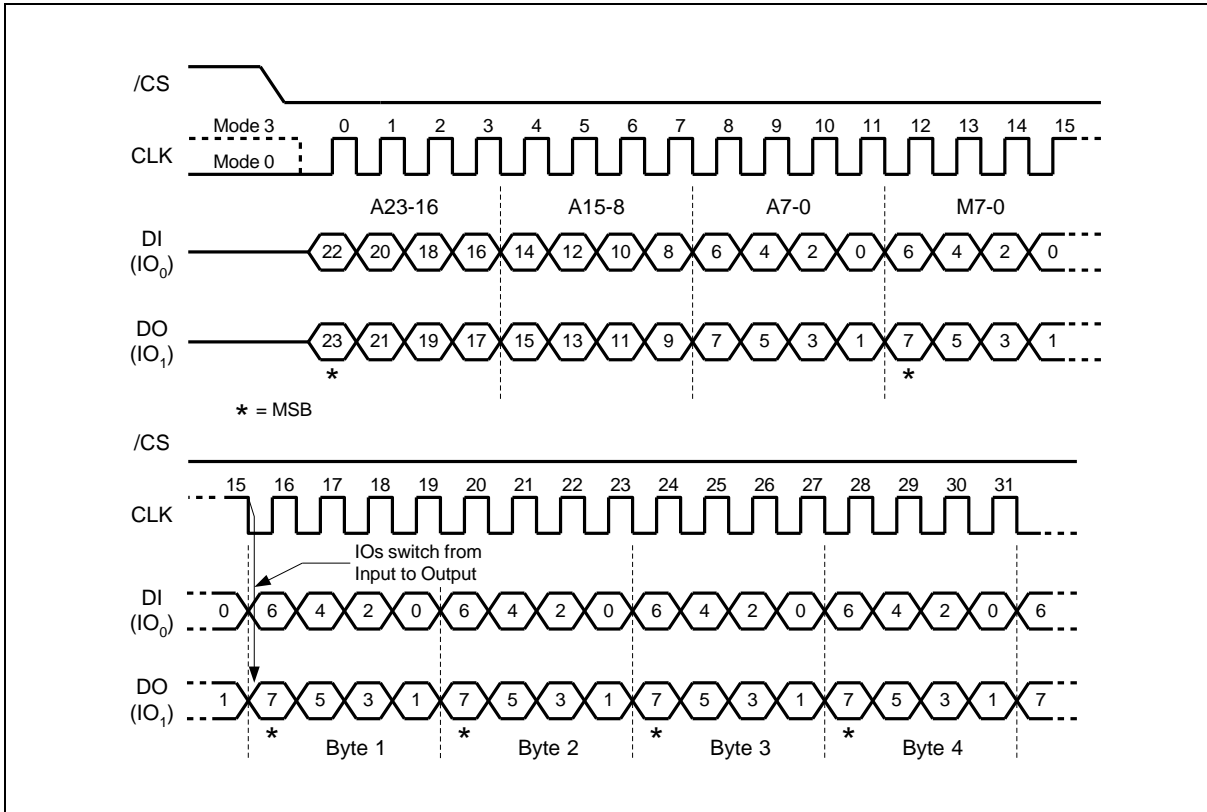 /CS
Mode 3 0 1 2 3 4 5 6 7 8 9 10 11 12 13 14 15
CLK Mode 0
A23-16 A15-8 A7-0 M7-0
DI
(IO0) 22 20 18 16 14 12 10 8 6 4 2 0 6 4 2 0
DO
(IO1) 23 21 19 17 15 13 11 9 7 5 3 1 7 5 3 1
* *
* = MSB
/CS
15 16 17 18 19 20 21 22 23 24 25 26 27 28 29 30 31
CLK
IOs switch from
Input to Output
DI
(IO0) 0 6 4 2 0 6 4 2 0 6 4 2 0 6 4 2 0 6
DO
(IO1) 1 7 5 3 1 7 5 3 1 7 5 3 1 7 5 3 1 7
* * * *
Byte 1 Byte 2 Byte 3 Byte 4